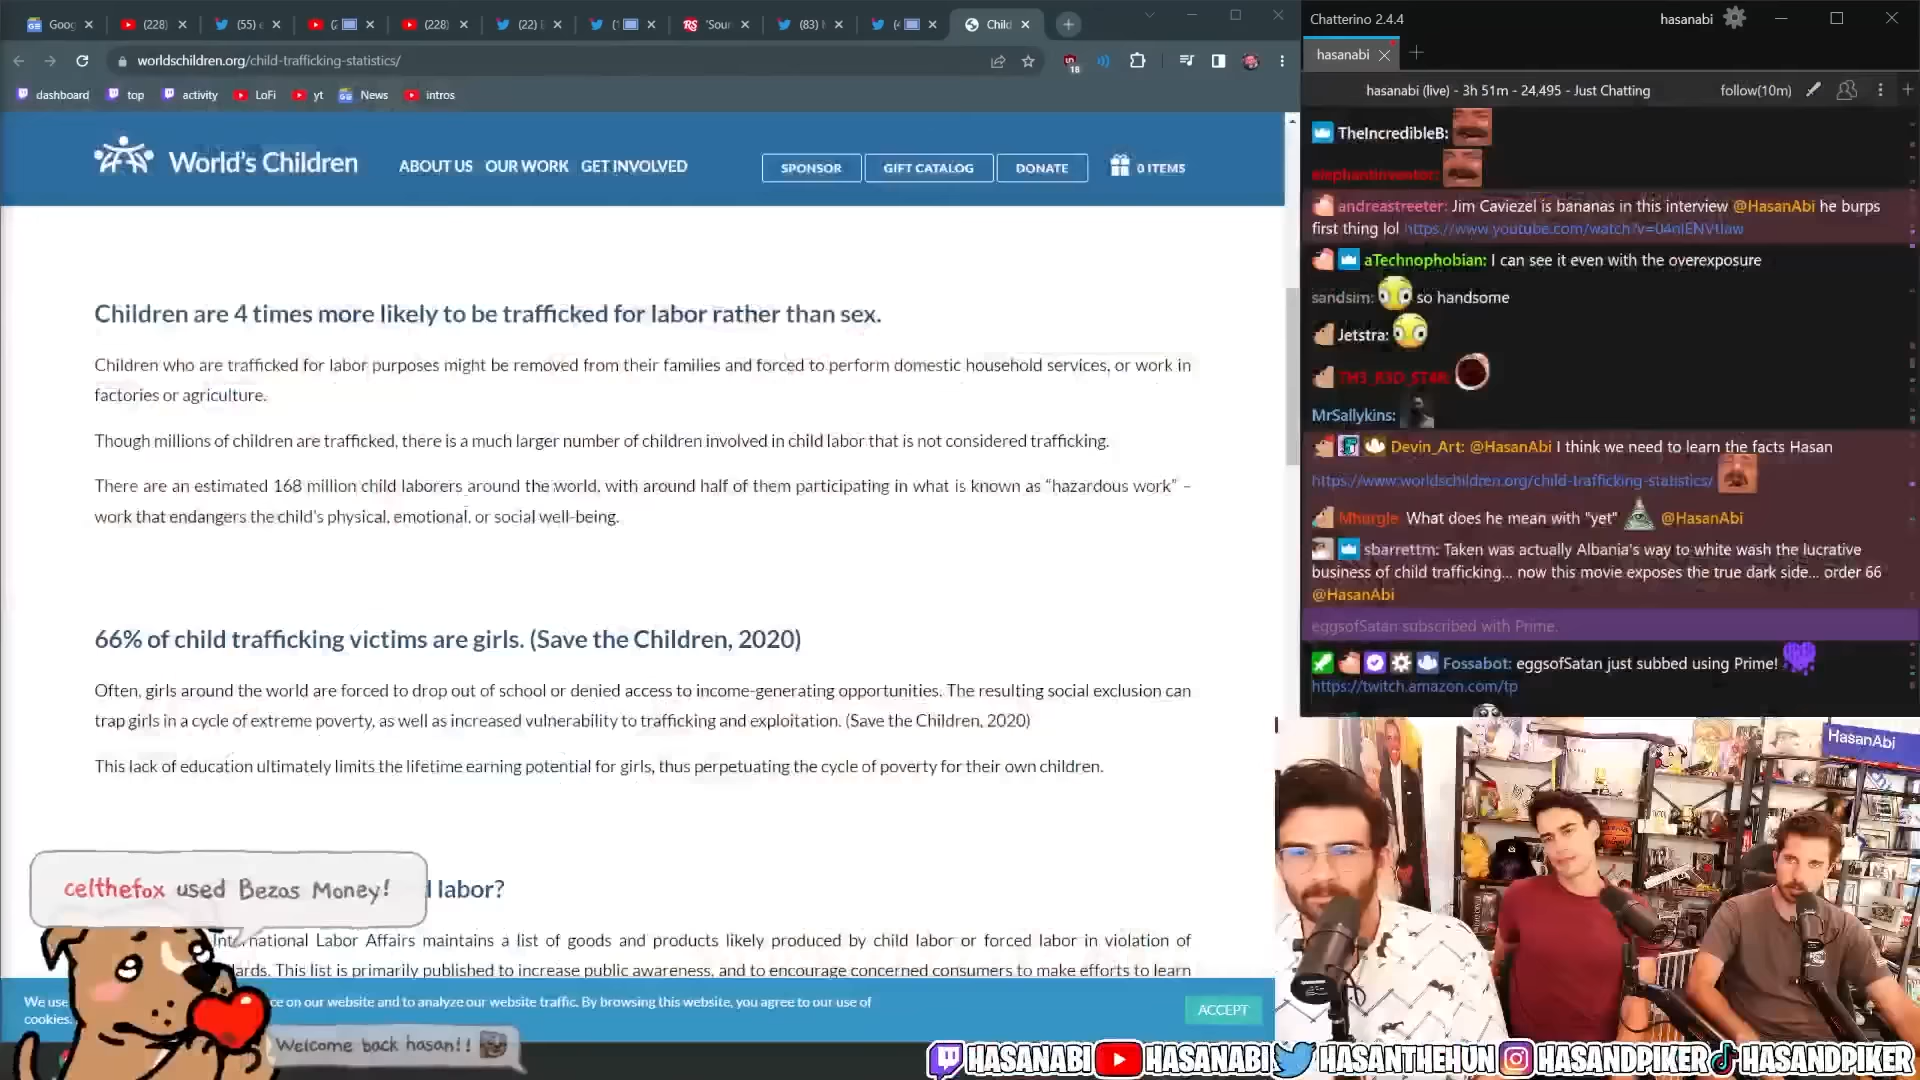 Goog
(228)
(55)
(228)
(22)
'Sour
(83)
Child
worldschildren.org/child-trafficking-statistics/
18
dashboard
top
activity
LoFi
yt
News
intros
World's Children
ABOUT US
OUR WORK
GET INVOLVED
SPONSOR
GIFT CATALOG
DONATE
0 ITEMS
Children are 4 times more likely to be trafficked for labor rather than sex.
Children who are trafficked for labor purposes might be removed from their families and forced to perform domestic household services, or work in
factories or agriculture.
Though millions of children are trafficked, there is a much larger number of children involved in child labor that is not considered trafficking.
There are an estimated 168 million child laborers around the world, with around half of them participating in what is known as “hazardous work” –
work that endangers the child's physical, emotional, or social well-being.
66% of child trafficking victims are girls. (Save the Children, 2020)
Often, girls around the world are forced to drop out of school or denied access to income-generating opportunities. The resulting social exclusion can
trap girls in a cycle of extreme poverty, as well as increased vulnerability to trafficking and exploitation. (Save the Children, 2020)
This lack of education ultimately limits the lifetime earning potential for girls, thus perpetuating the cycle of poverty for their own children.
celthefox used Bezos Money!
labor?
International Labor Affairs maintains a list of goods and products likely produced by child labor or forced labor in violation of
This list is primarily published to increase public awareness, and to encourage concerned consumers to make efforts to learn
We use
on our website and to analyze our website traffic. By browsing this website, you agree to our use of
cookies.
ACCEPT
Welcome back hasan!!
Chatterino 2.4.4
hasanabi
hasanabi
hasanabi (live) - 3h 51m - 24,495 - Just Chatting
follow(10m)
TheIncredibleB:
elephantinventor:
andreastreeter: Jim Caviezel is bananas in this interview @HasanAbi he burps
first thing lol
aTechnophobian: I can see it even with the overexposure
sandsim: so handsome
Jetstra:
TH3_R3D_ST4R:
MrSallykins:
Devin_Art: @HasanAbi I think we need to learn the facts Hasan
https://www.worldschildren.org/child-trafficking-statistics/
Mhurgle: What does he mean with "yet" @HasanAbi
sbarrettm: Taken was actually Albania's way to white wash the lucrative
business of child trafficking... now this movie exposes the true dark side... order 66
@HasanAbi
eggsofSatan subscribed with Prime.
Fossabot: eggsofSatan just subbed using Prime!
https://twitch.amazon.com/tp
HasanAbi
HASANABI
HASANABI
HASANTHEHUN
HASANDPIKER
HASANDPIKER